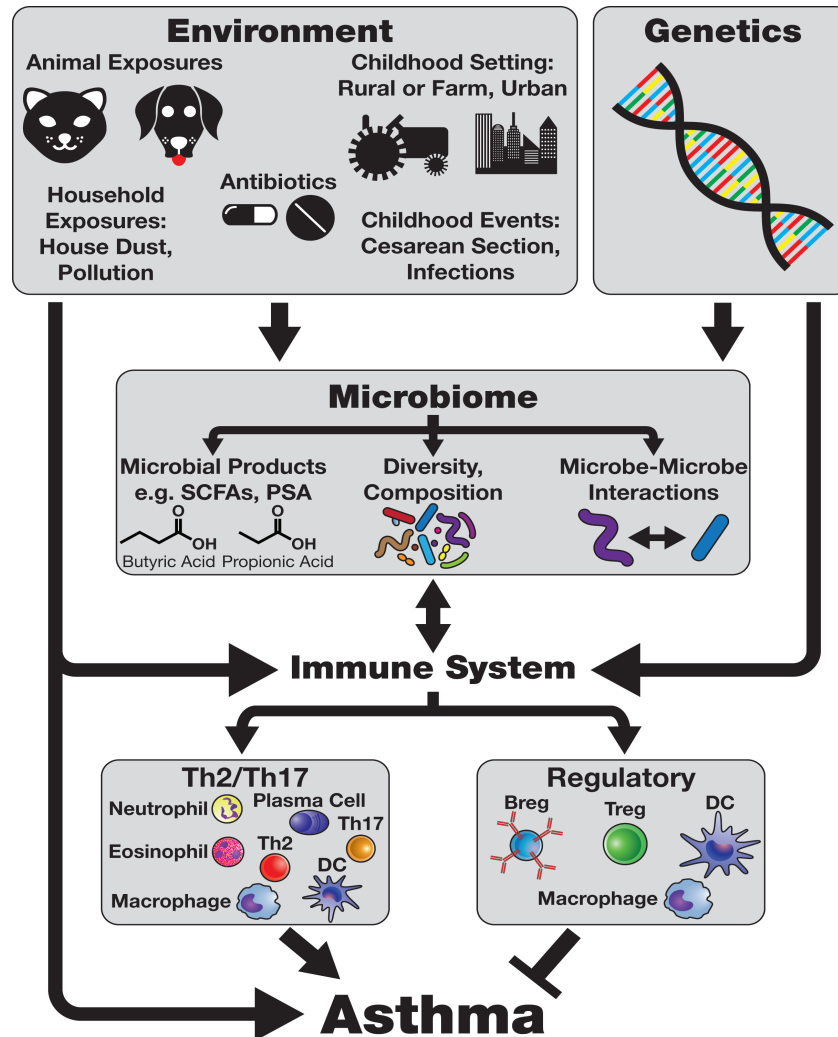 Environment
Animal Exposures
Childhood Setting:
Rural or Farm, Urban
Household
Exposures:
House Dust,
Pollution
Antibiotics
Childhood Events:
Cesarean Section,
Infections
Genetics
Microbiome
Microbial Products
e.g. SCFAs, PSA
O
OH
Butyric Acid
O
OH
Propionic Acid
Diversity,
Composition
Microbe-Microbe
Interactions
Immune System
Th2/Th17
Neutrophil
Plasma Cell
Th17
Eosinophil
Th2
DC
Macrophage
Regulatory
Breg
Treg
DC
Macrophage
Asthma